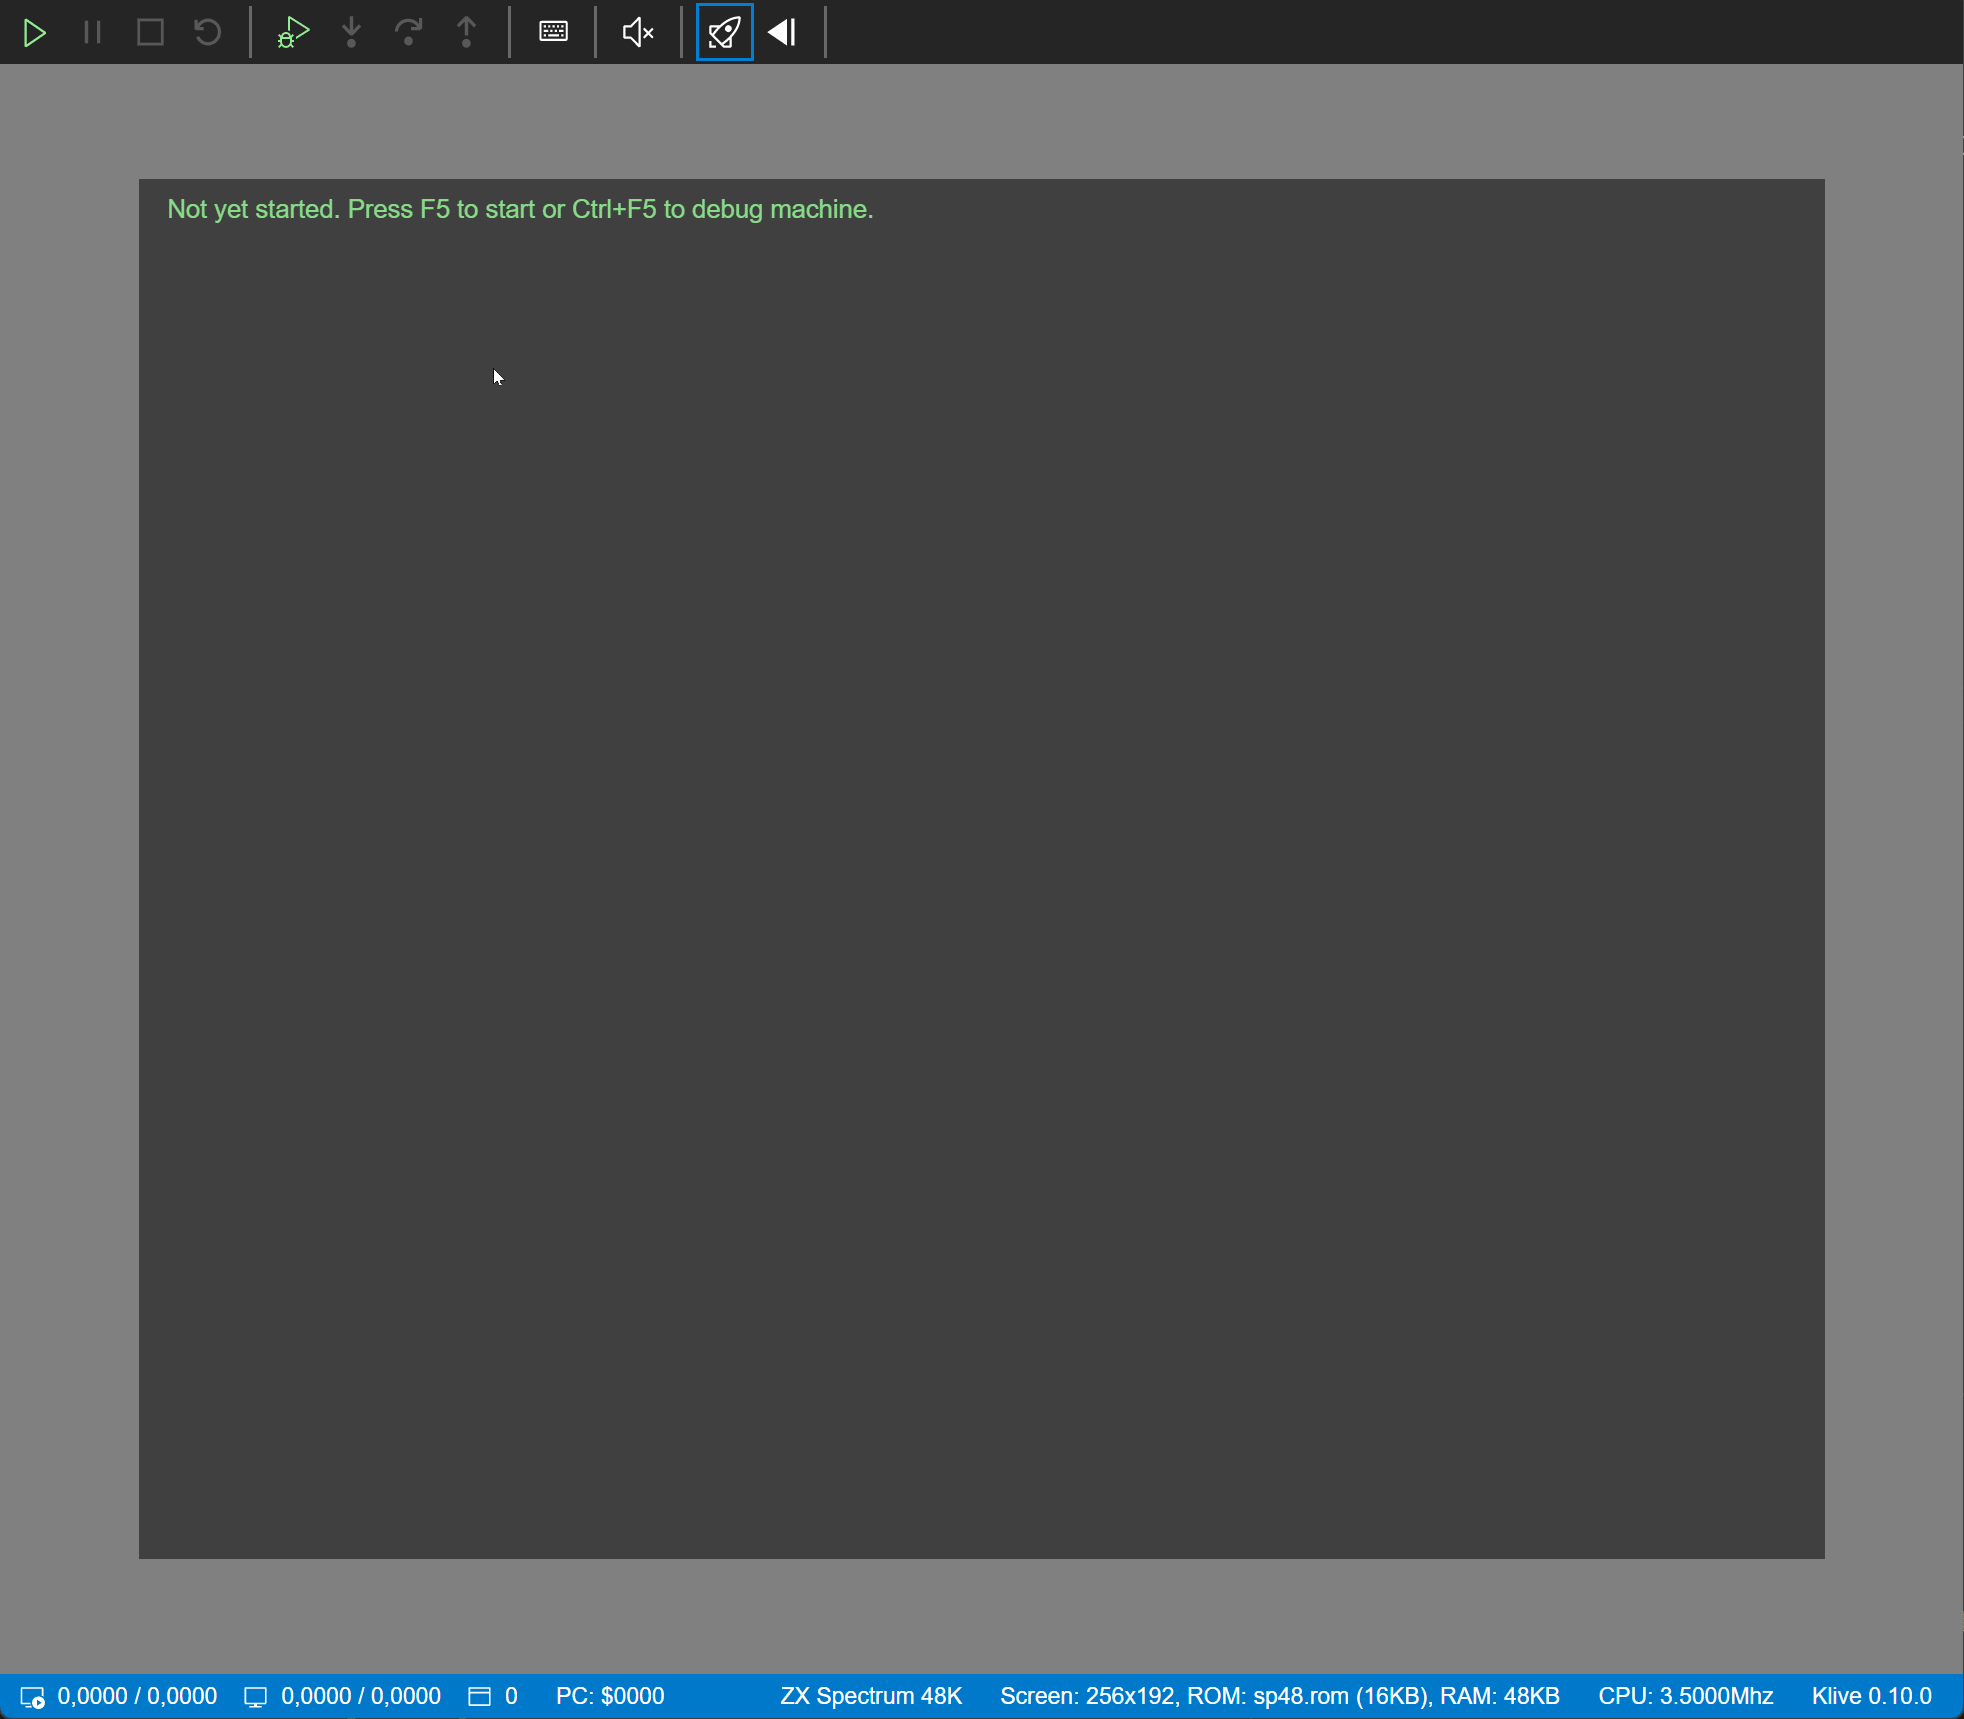 Not yet started. Press F5 to start or Ctrl+F5 to debug machine.
0,0000 / 0,0000 0,0000 / 0,0000 0 PC: $0000 ZX Spectrum 48K Screen: 256x192, ROM: sp48.rom (16KB), RAM: 48KB CPU: 3.5000Mhz Klive 0.10.0